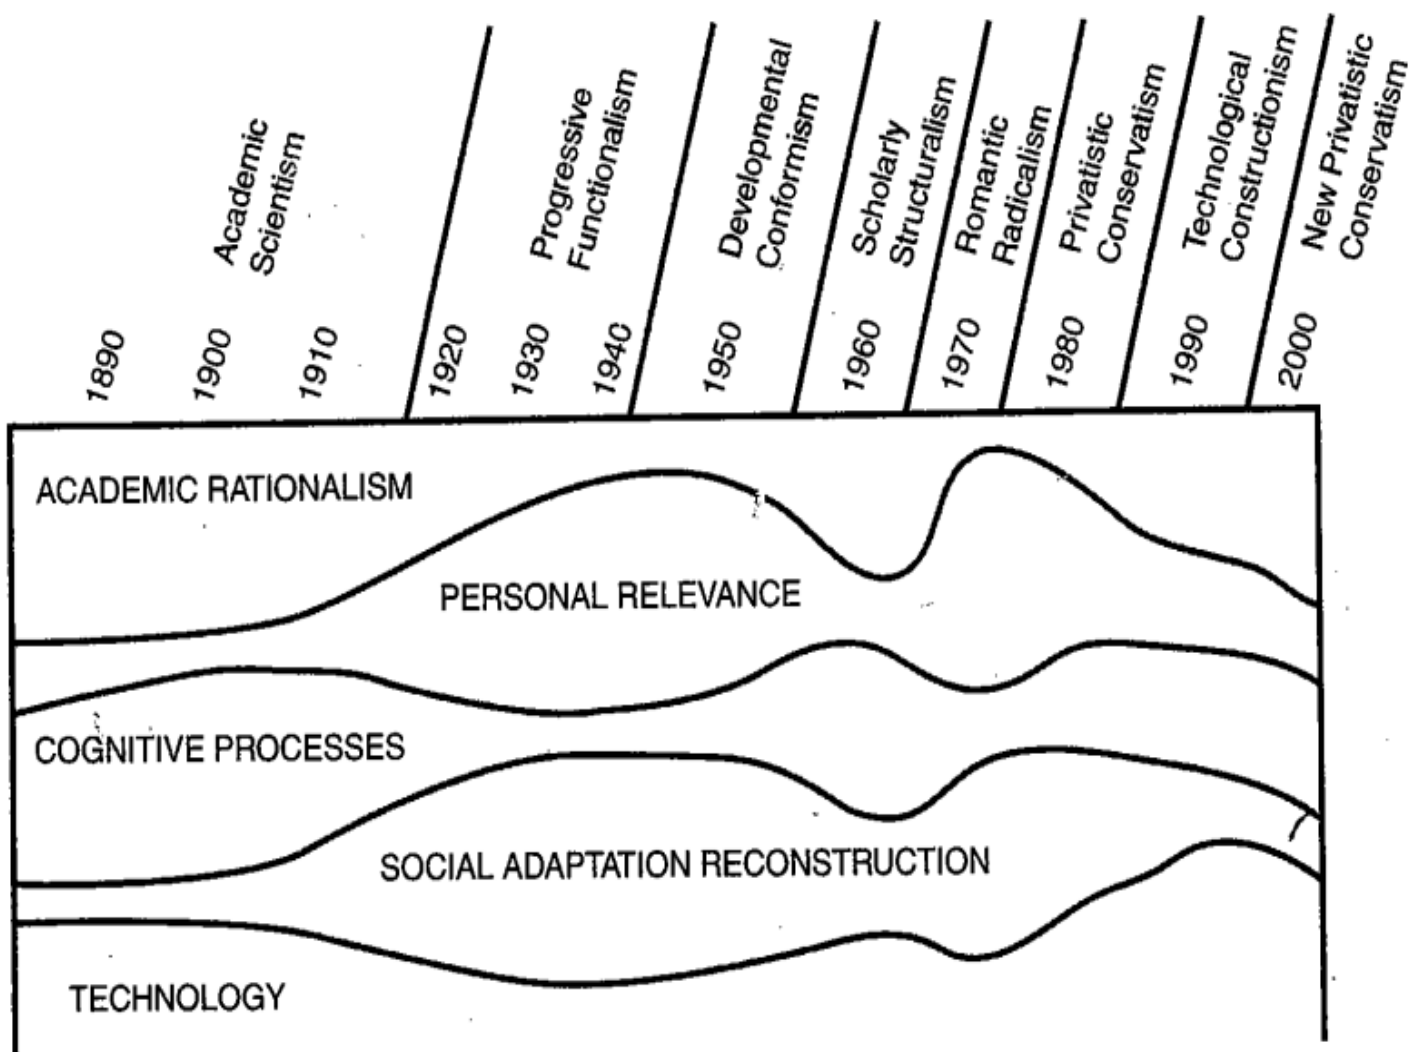 Academic
Scientism
Progressive
Functionalism
Developmental
Conformism
Scholarly
Structuralism
Romantic
Radicalism
Privatistic
Conservatism
Technological
Constructionism
New Privatistic
Conservatism
1890
1900
1910
1920
1930
1940
1950
1960
1970
1980
1990
2000
ACADEMIC RATIONALISM
PERSONAL RELEVANCE
COGNITIVE PROCESSES
SOCIAL ADAPTATION RECONSTRUCTION
TECHNOLOGY